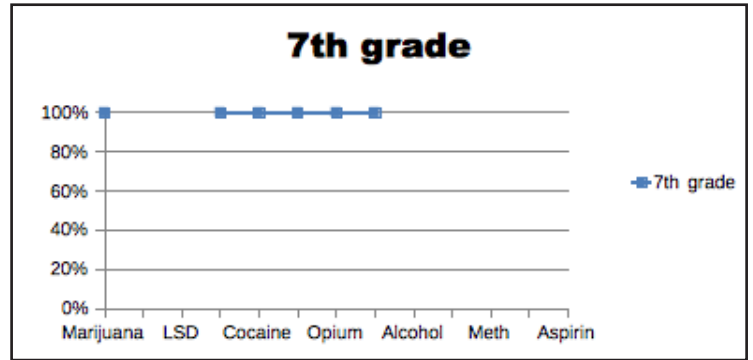 7th grade
100%
80%
60%
40%
20%
0%
7th grade
Marijuana LSD Cocaine Opium Alcohol Meth Aspirin